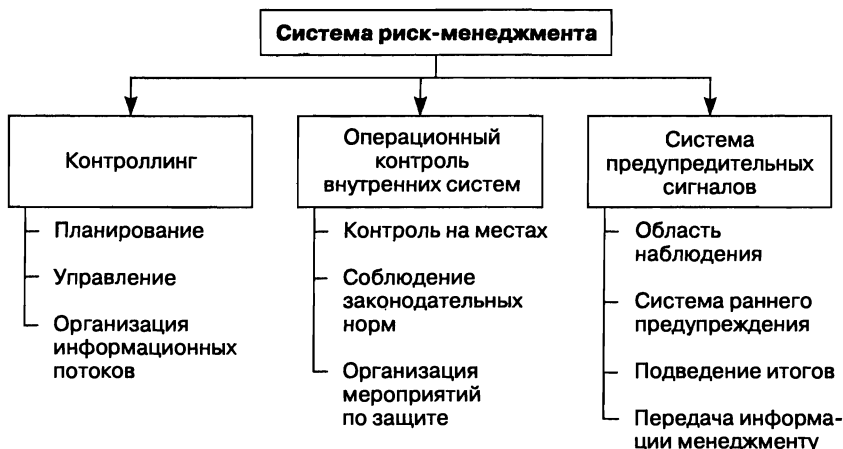 Система риск-менеджмента
Контроллинг
Планирование
Управление
Организация
информационных
потоков
Операционный
контроль
внутренних систем
Контроль на местах
Соблюдение
законодательных
норм
Организация
мероприятий
по защите
Система
предупредительных
сигналов
Область
наблюдения
Система раннего
предупреждения
Подведение итогов
Передача информа-
ции менеджменту